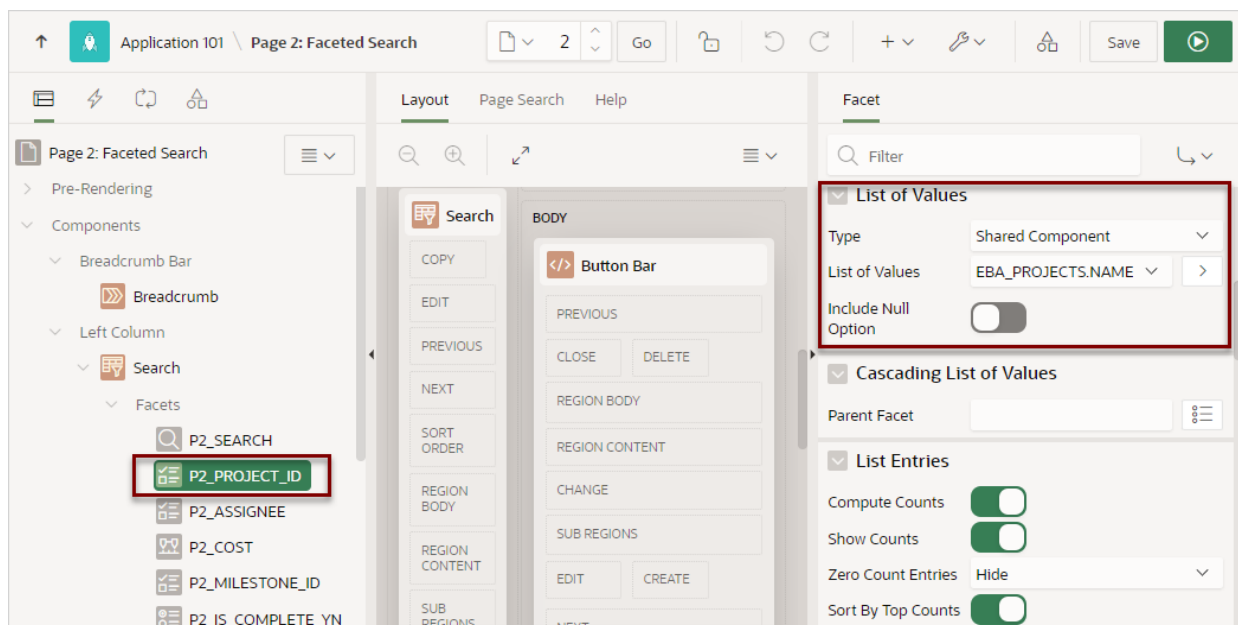 Application 101 \ Page 2: Faceted Search
2
Go
Save
Layout
Page Search
Help
Facet
Page 2: Faceted Search
Pre-Rendering
Components
Breadcrumb Bar
Breadcrumb
Left Column
Search
Facets
P2_SEARCH
P2_PROJECT_ID
P2_ASSIGNEE
P2_COST
P2_MILESTONE_ID
P2_IS_COMPLETE_YN
Search
COPY
EDIT
PREVIOUS
NEXT
SORT
ORDER
REGION
BODY
REGION
CONTENT
SUB
REGIONS
BODY
Button Bar
PREVIOUS
CLOSE
DELETE
REGION BODY
REGION CONTENT
CHANGE
SUB REGIONS
EDIT
CREATE
NEXT
Filter
List of Values
Type
Shared Component
List of Values
EBA_PROJECTS.NAME
Include Null
Option
Cascading List of Values
Parent Facet
List Entries
Compute Counts
Show Counts
Zero Count Entries
Hide
Sort By Top Counts